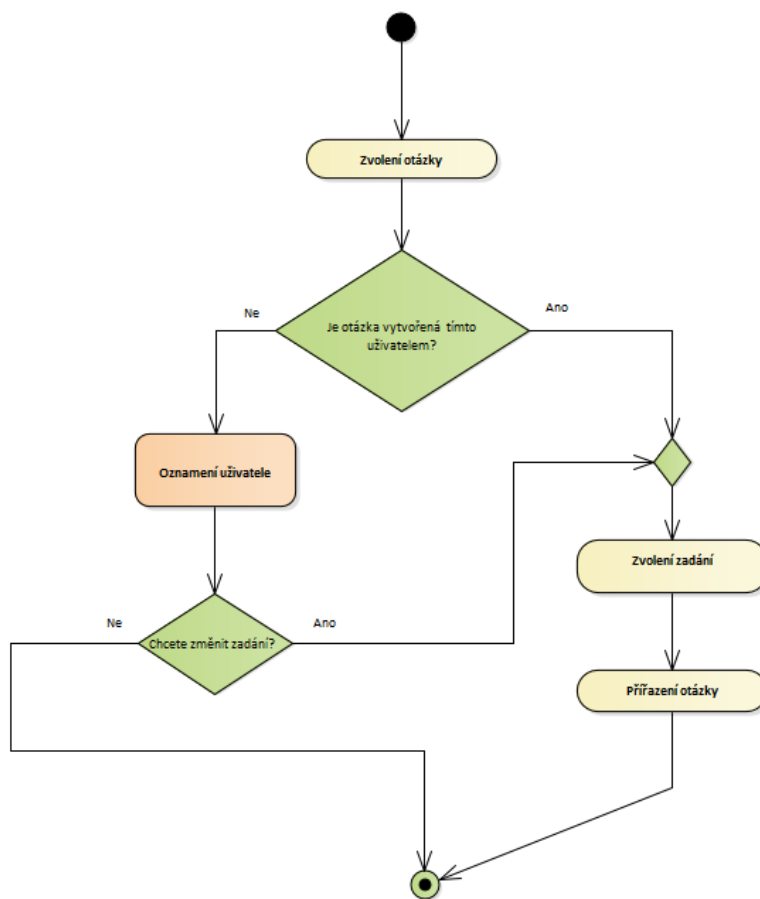 Zvolení otázky
Ne
Ano
Je otázka vytvořená tímto
uživatelem?
Oznamení uživatele
Zvolení zadání
Ne
Ano
Chcete změnit zadání?
Přířazení otázky